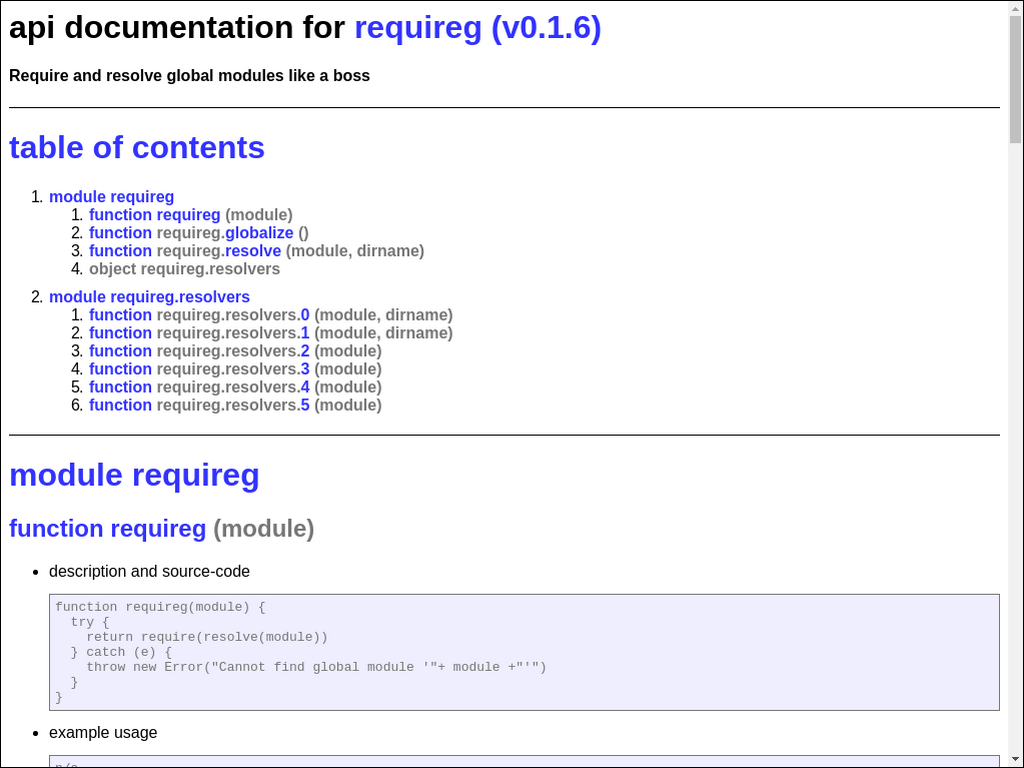 api documentation for requireg (v0.1.6)
Require and resolve global modules like a boss
table of contents
1. module requireg
1. function requireg (module)
2. function requireg.globalize ()
3. function requireg.resolve (module, dirname)
4. object requireg.resolvers
2. module requireg.resolvers
1. function requireg.resolvers.0 (module, dirname)
2. function requireg.resolvers.1 (module, dirname)
3. function requireg.resolvers.2 (module)
4. function requireg.resolvers.3 (module)
5. function requireg.resolvers.4 (module)
6. function requireg.resolvers.5 (module)
module requireg
function requireg (module)
• description and source-code
function requireg(module) {
  try {
    return require(resolve(module))
  } catch (e) {
    throw new Error("Cannot find global module '"+ module +"'")
  }
}
• example usage